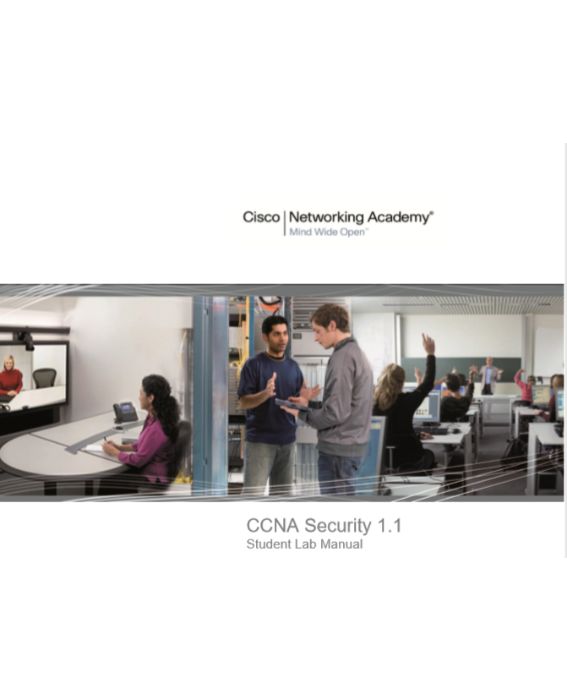 Cisco Networking Academy®
Mind Wide Open™
CCNA Security 1.1
Student Lab Manual